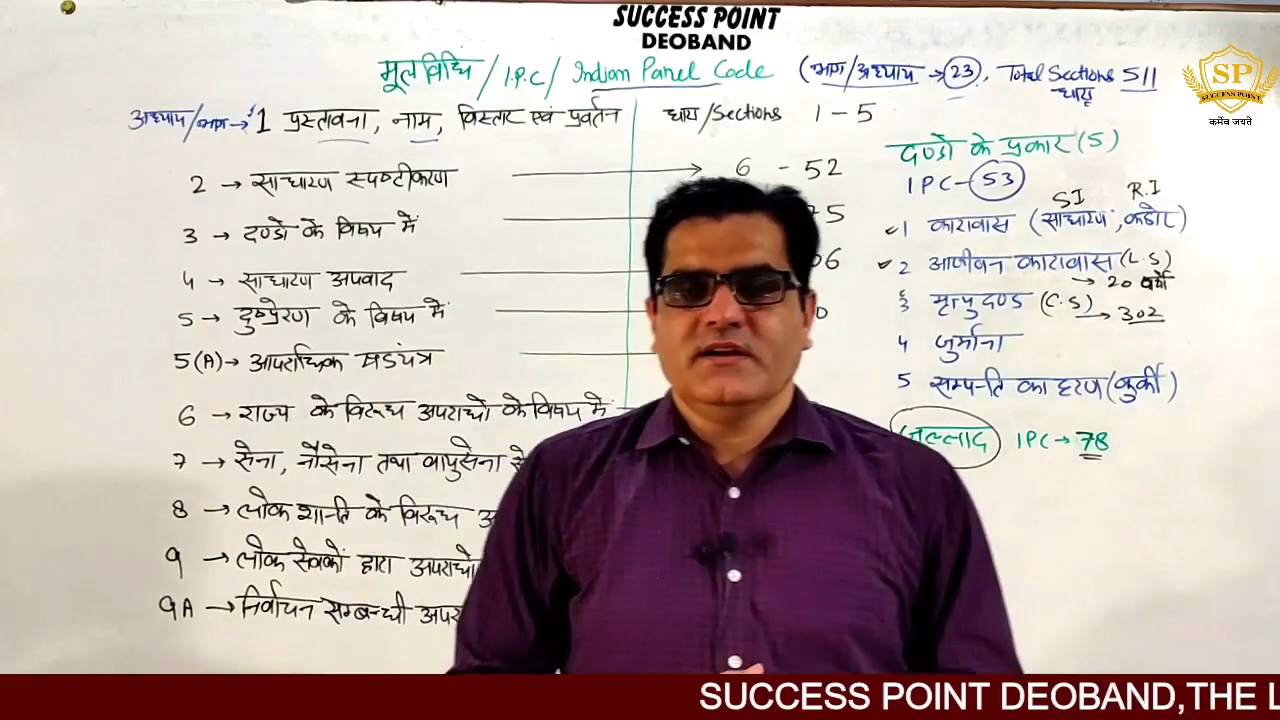 SUCCESS POINT
DEOBAND
मूल विधि / I.P.C / Indian Panel Code (भाग/अध्याय → 23, Total Sections 511
धाराएं
SP
SUCCESS POINT
कर्मेव जयते
अध्याय/भाग → 1 प्रस्तावना, नाम, विस्तार एवं प्रर्वतन धारा/Sections 1 - 5
2 → साधारण स्पष्टीकरण → 6 - 52
3 → दण्डों के विषय में
4 → साधारण अपवाद
5 → दुष्प्रेरण के विषय में
5(A) → आपराधिक षडंयत्र
6 → राज्य के विरूध अपराधों के विषय में
7 → सेना, नौसेना तथा वायुसेना से
8 → लोक शान्ति के विरूध
9 → लोक सेवकों द्वारा अपराधो
9A → निर्वाचन सम्बन्धी
दण्डों के प्रकार (5)
IPC - 53
SI R.I
1 कारावास (साधारण, कठोर)
2 आजीवन कारावास (L.S)
→ 20 वर्ष
3 मृत्यु दण्ड (C.S) → 302
4 जुर्माना
5 सम्पत्ति का हरण (कुर्की)
जल्लाद IPC → 78
SUCCESS POINT DEOBAND,THE L